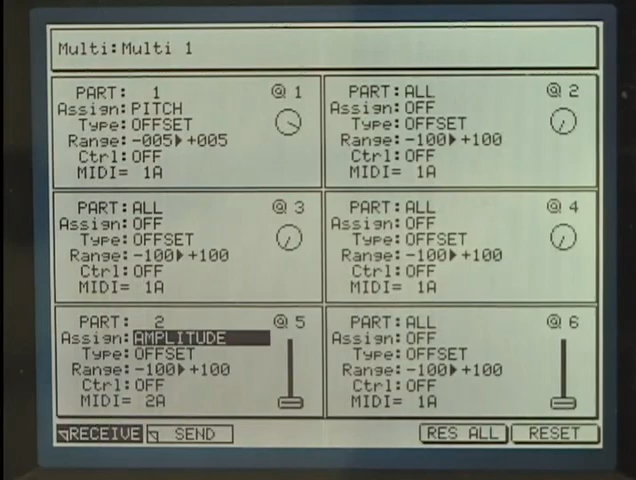 Multi:Multi 1
PART: 1 @ 1
Assign:PITCH
Type:OFFSET
Range:-005▶+005
Ctrl:OFF
MIDI= 1A
PART:ALL @ 2
Assign:OFF
Type:OFFSET
Range:-100▶+100
Ctrl:OFF
MIDI= 1A
PART:ALL @ 3
Assign:OFF
Type:OFFSET
Range:-100▶+100
Ctrl:OFF
MIDI= 1A
PART:ALL @ 4
Assign:OFF
Type:OFFSET
Range:-100▶+100
Ctrl:OFF
MIDI= 1A
PART: 2 @ 5
Assign:AMPLITUDE
Type:OFFSET
Range:-100▶+100
Ctrl:OFF
MIDI= 2A
PART:ALL @ 6
Assign:OFF
Type:OFFSET
Range:-100▶+100
Ctrl:OFF
MIDI= 1A
RECEIVE SEND RES ALL RESET